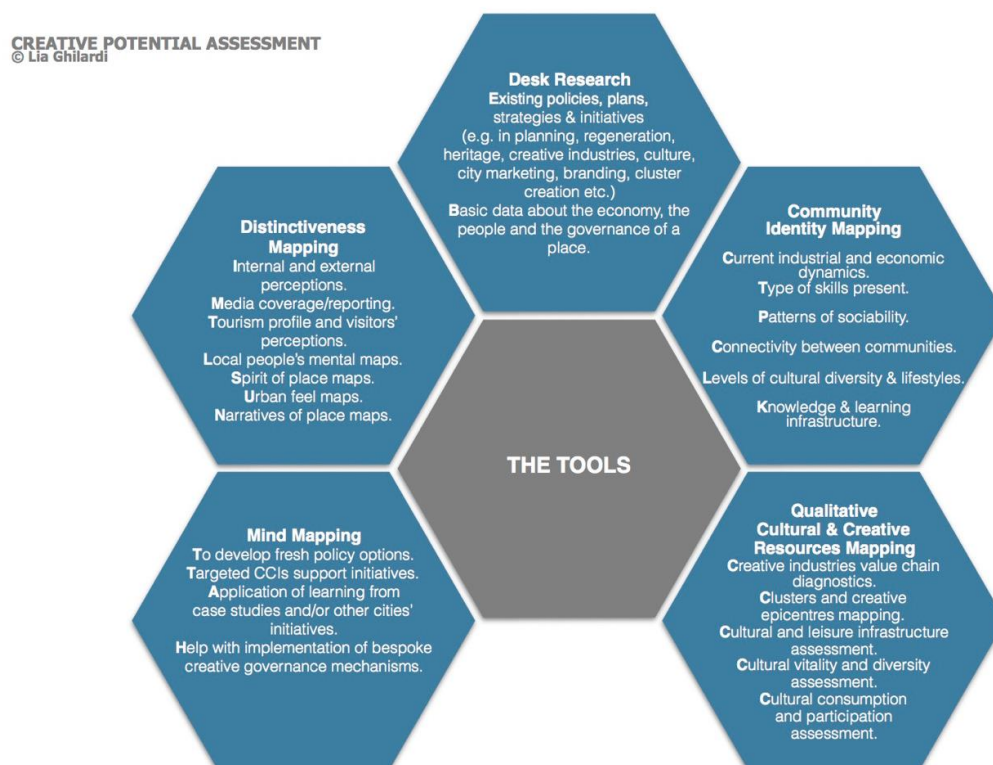 CREATIVE POTENTIAL ASSESSMENT
© Lia Ghilardi
Desk Research
Existing policies, plans,
strategies & initiatives
(e.g. in planning, regeneration,
heritage, creative industries, culture,
city marketing, branding, cluster
creation etc.)
Basic data about the economy, the
people and the governance of a
place.
Distinctiveness
Mapping
Internal and external
perceptions.
Media coverage/reporting.
Tourism profile and visitors'
perceptions.
Local people's mental maps.
Spirit of place maps.
Urban feel maps.
Narratives of place maps.
Community
Identity Mapping
Current industrial and economic
dynamics.
Type of skills present.
Patterns of sociability.
Connectivity between communities.
Levels of cultural diversity & lifestyles.
Knowledge & learning
infrastructure.
THE TOOLS
Mind Mapping
To develop fresh policy options.
Targeted CCIs support initiatives.
Application of learning from
case studies and/or other cities'
initiatives.
Help with implementation of bespoke
creative governance mechanisms.
Qualitative
Cultural & Creative
Resources Mapping
Creative industries value chain
diagnostics.
Clusters and creative
epicentres mapping.
Cultural and leisure infrastructure
assessment.
Cultural vitality and diversity
assessment.
Cultural consumption
and participation
assessment.